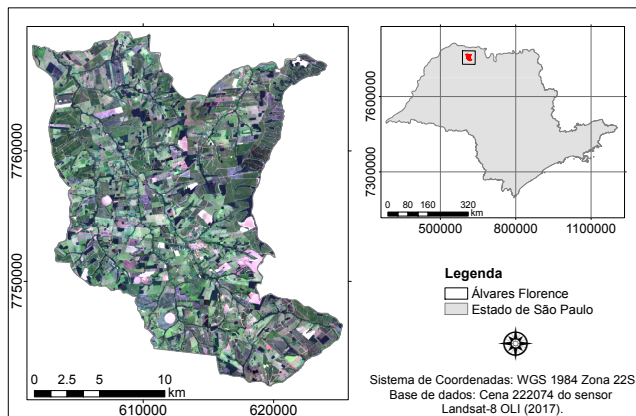 7760000
7750000
0 2.5 5 10
km
610000 620000
7600000
7300000
0 80 160 320
km
500000 800000 1100000
Legenda
Álvares Florence
Estado de São Paulo
Sistema de Coordenadas: WGS 1984 Zona 22S
Base de dados: Cena 222074 do sensor
Landsat-8 OLI (2017).